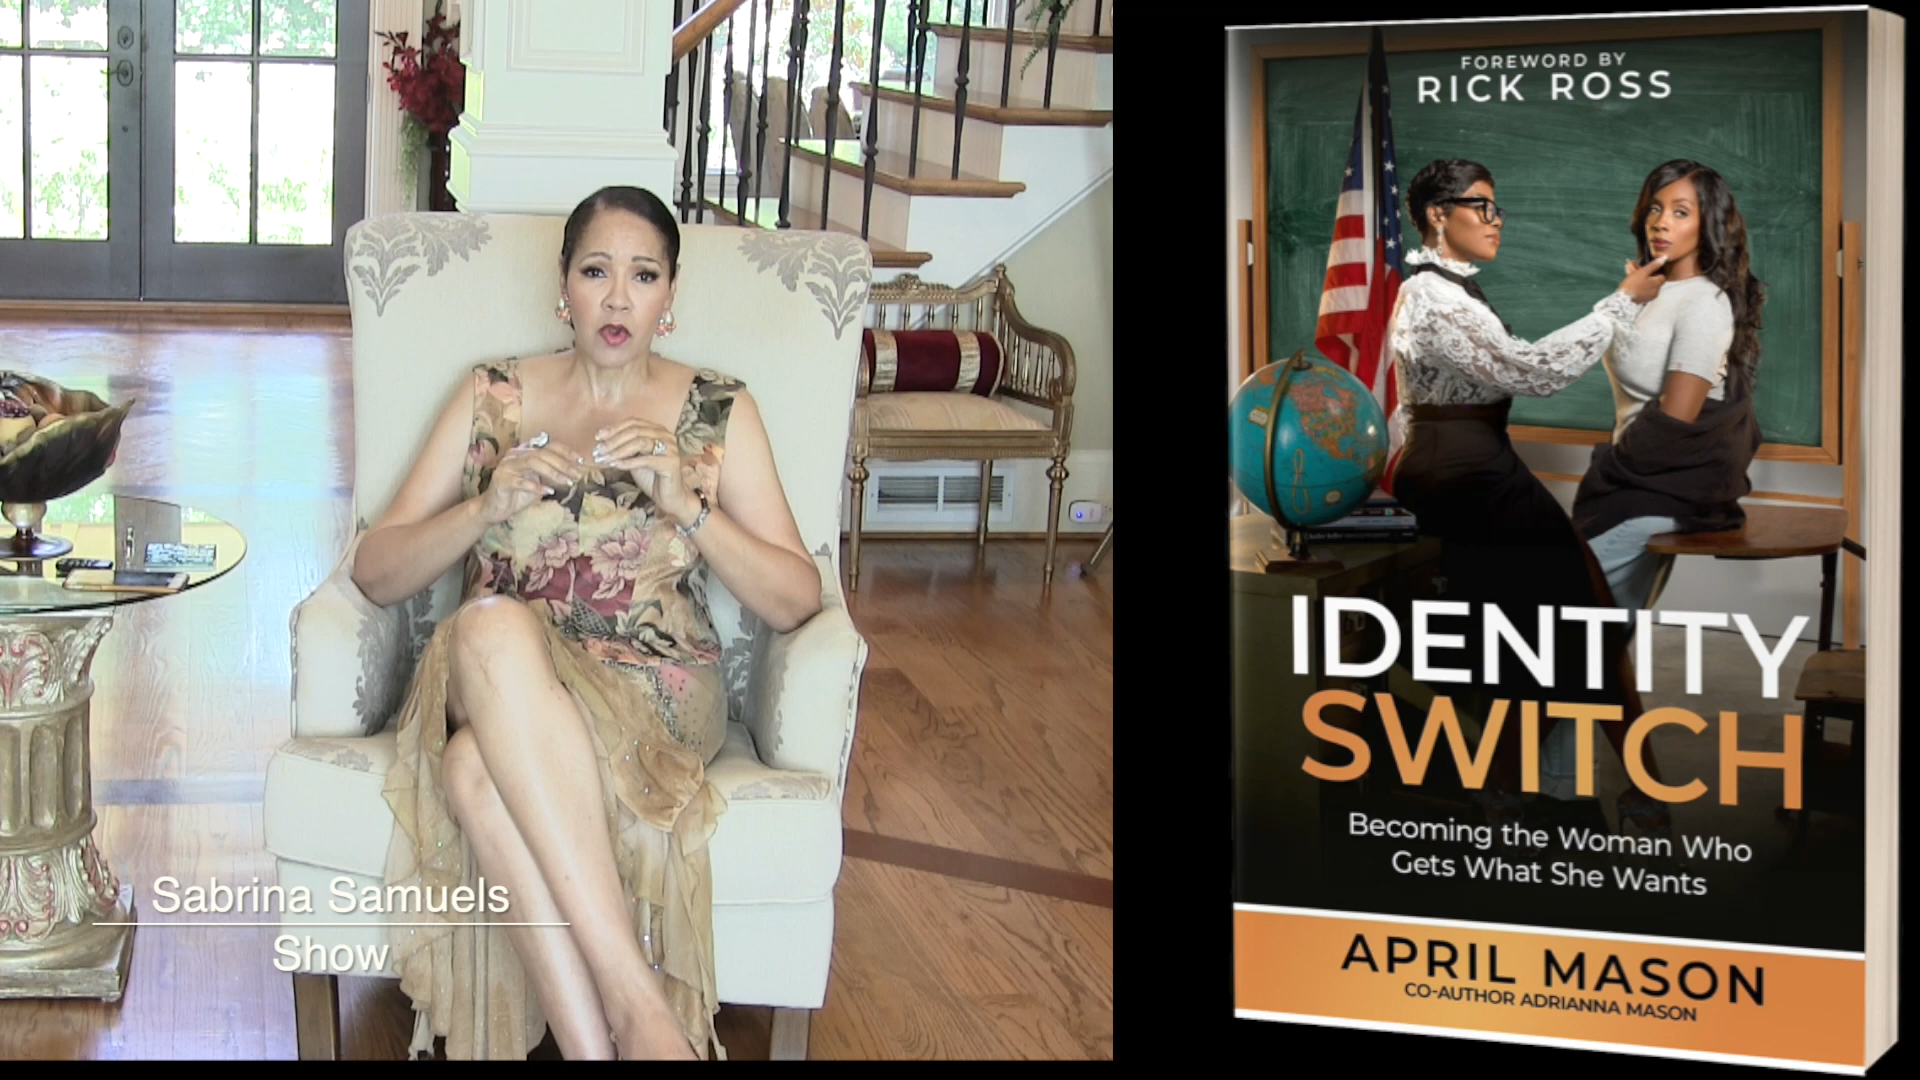 Sabrina Samuels
Show
FOREWORD BY
RICK ROSS
IDENTITY
SWITCH
Becoming the Woman Who
Gets What She Wants
APRIL MASON
CO-AUTHOR ADRIANNA MASON